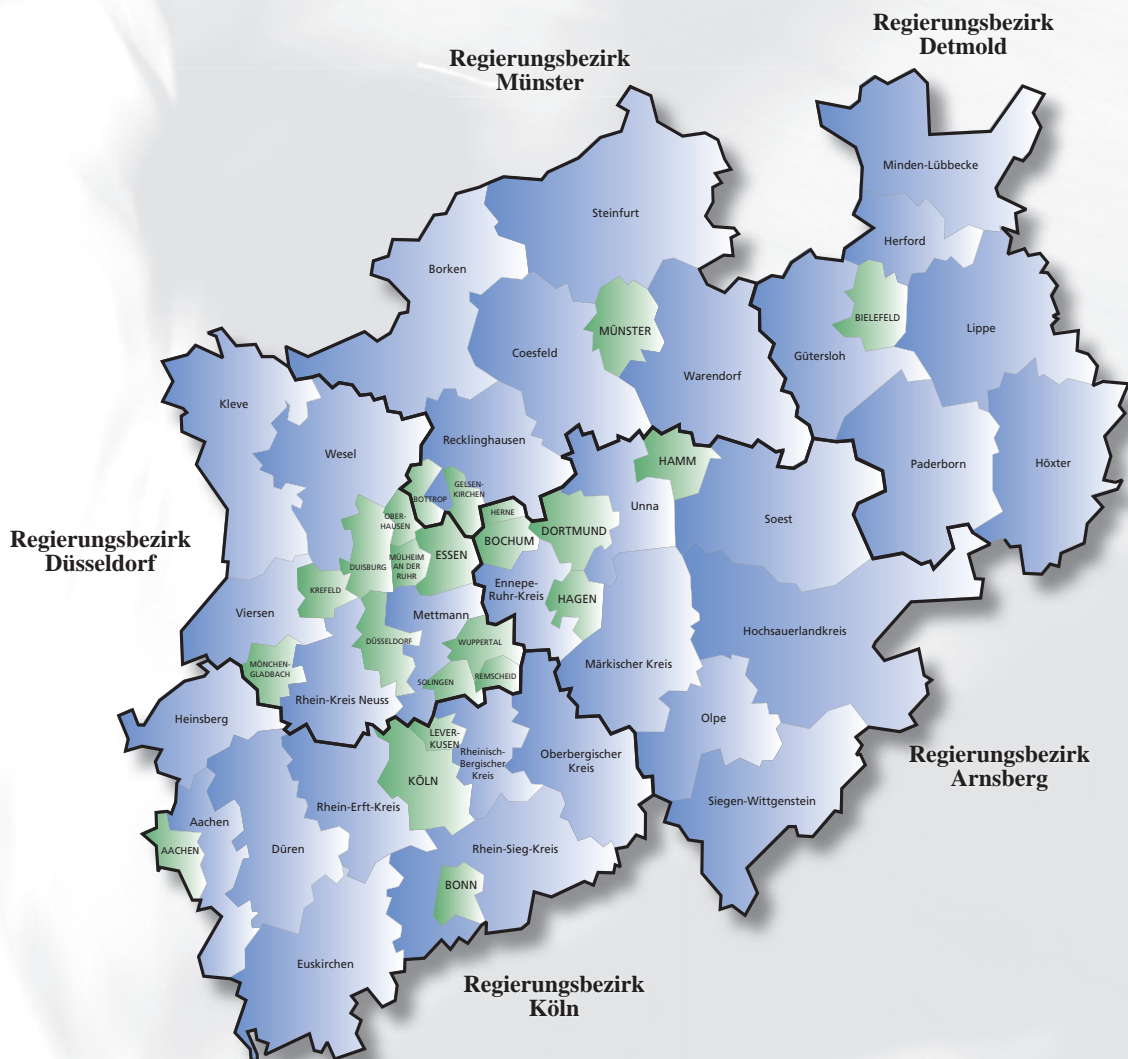 Regierungsbezirk
Detmold
Regierungsbezirk
Münster
Minden-Lübbecke
Steinfurt
Herford
Borken
BIELEFELD
Lippe
MÜNSTER
Coesfeld
Gütersloh
Warendorf
Kleve
Recklinghausen
Wesel
HAMM
Paderborn
Höxter
GELSEN-
KIRCHEN
BOTTROP
Unna
Soest
OBER-
HAUSEN
HERNE
DORTMUND
BOCHUM
Regierungsbezirk
Düsseldorf
ESSEN
MÜLHEIM
AN DER
RUHR
DUISBURG
KREFELD
Ennepe-
Ruhr-Kreis
HAGEN
Viersen
Mettmann
Hochsauerlandkreis
DÜSSELDORF
WUPPERTAL
MÖNCHEN-
GLADBACH
Märkischer Kreis
REMSCHEID
SOLINGEN
Rhein-Kreis Neuss
Heinsberg
Olpe
LEVER-
KUSEN
Rheinisch-
Bergischer
Kreis
Oberbergischer
Kreis
Regierungsbezirk
Arnsberg
KÖLN
Rhein-Erft-Kreis
Siegen-Wittgenstein
Aachen
AACHEN
Düren
Rhein-Sieg-Kreis
BONN
Euskirchen
Regierungsbezirk
Köln